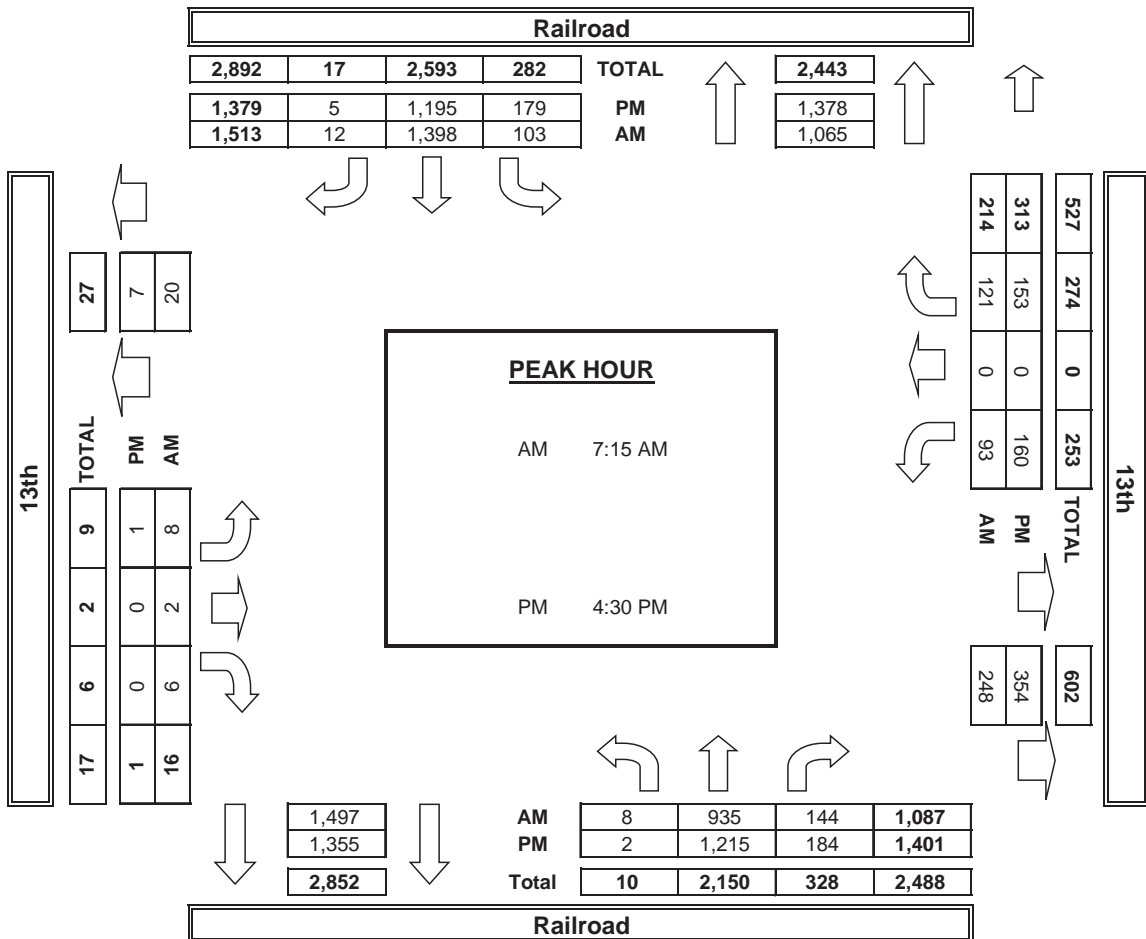 Railroad
2,892 17 2,593 282 TOTAL 2,443
1,379 5 1,195 179 PM 1,378
1,513 12 1,398 103 AM 1,065
13th
27 7 20
TOTAL PM AM
9 1 8
2 0 2
6 0 6
17 1 16
PEAK HOUR
AM 7:15 AM
PM 4:30 PM
214 313 527
121 153 274
0 0 0
93 160 253
AM PM TOTAL
248 354 602
13th
1,497 AM 8 935 144 1,087
1,355 PM 2 1,215 184 1,401
2,852 Total 10 2,150 328 2,488
Railroad